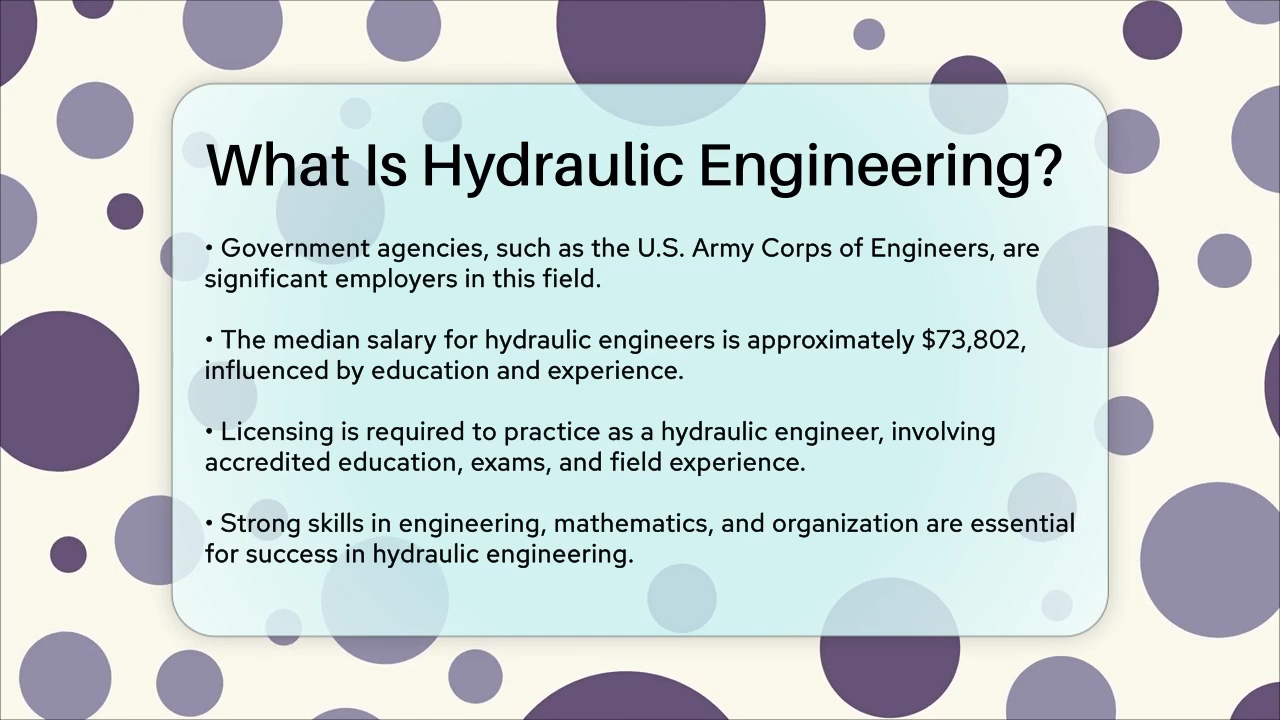 What Is Hydraulic Engineering?
• Government agencies, such as the U.S. Army Corps of Engineers, are
significant employers in this field.
• The median salary for hydraulic engineers is approximately $73,802,
influenced by education and experience.
• Licensing is required to practice as a hydraulic engineer, involving
accredited education, exams, and field experience.
• Strong skills in engineering, mathematics, and organization are essential
for success in hydraulic engineering.